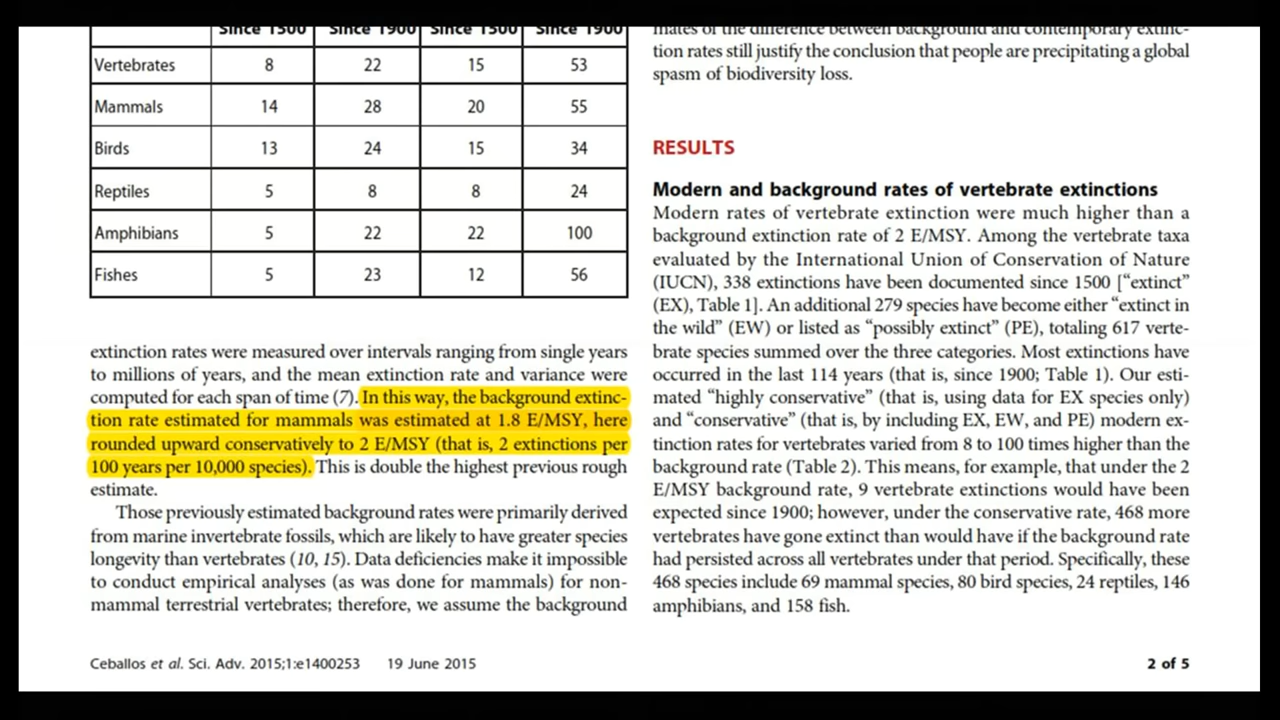 Since 1500 Since 1900 Since 1500 Since 1900
Vertebrates 8 22 15 53
Mammals 14 28 20 55
Birds 13 24 15 34
Reptiles 5 8 8 24
Amphibians 5 22 22 100
Fishes 5 23 12 56
extinction rates were measured over intervals ranging from single years
to millions of years, and the mean extinction rate and variance were
computed for each span of time (7). In this way, the background extinc-
tion rate estimated for mammals was estimated at 1.8 E/MSY, here
rounded upward conservatively to 2 E/MSY (that is, 2 extinctions per
100 years per 10,000 species). This is double the highest previous rough
estimate.
Those previously estimated background rates were primarily derived
from marine invertebrate fossils, which are likely to have greater species
longevity than vertebrates (10, 15). Data deficiencies make it impossible
to conduct empirical analyses (as was done for mammals) for non-
mammal terrestrial vertebrates; therefore, we assume the background
mates of the difference between background and contemporary extinc-
tion rates still justify the conclusion that people are precipitating a global
spasm of biodiversity loss.
RESULTS
Modern and background rates of vertebrate extinctions
Modern rates of vertebrate extinction were much higher than a
background extinction rate of 2 E/MSY. Among the vertebrate taxa
evaluated by the International Union of Conservation of Nature
(IUCN), 338 extinctions have been documented since 1500 ["extinct"
(EX), Table 1]. An additional 279 species have become either "extinct in
the wild" (EW) or listed as "possibly extinct" (PE), totaling 617 verte-
brate species summed over the three categories. Most extinctions have
occurred in the last 114 years (that is, since 1900; Table 1). Our esti-
mated "highly conservative" (that is, using data for EX species only)
and "conservative" (that is, by including EX, EW, and PE) modern ex-
tinction rates for vertebrates varied from 8 to 100 times higher than the
background rate (Table 2). This means, for example, that under the 2
E/MSY background rate, 9 vertebrate extinctions would have been
expected since 1900; however, under the conservative rate, 468 more
vertebrates have gone extinct than would have if the background rate
had persisted across all vertebrates under that period. Specifically, these
468 species include 69 mammal species, 80 bird species, 24 reptiles, 146
amphibians, and 158 fish.
Ceballos et al. Sci. Adv. 2015;1:e1400253 19 June 2015
2 of 5